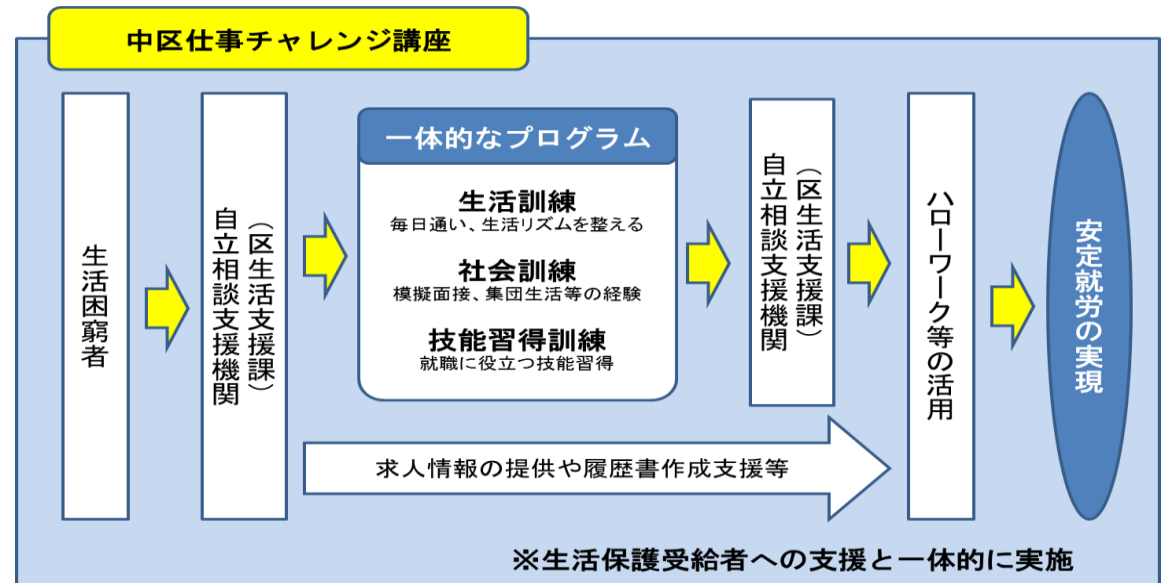 中区仕事チャレンジ講座
生活困窮者
自立相談支援機関
（区生活支援課）
一体的なプログラム
生活訓練
毎日通い、生活リズムを整える
社会訓練
模擬面接、集団生活等の経験
技能習得訓練
就職に役立つ技能習得
自立相談支援機関
（区生活支援課）
ハローワーク等の活用
安定就労の実現
求人情報の提供や履歴書作成支援等
※生活保護受給者への支援と一体的に実施